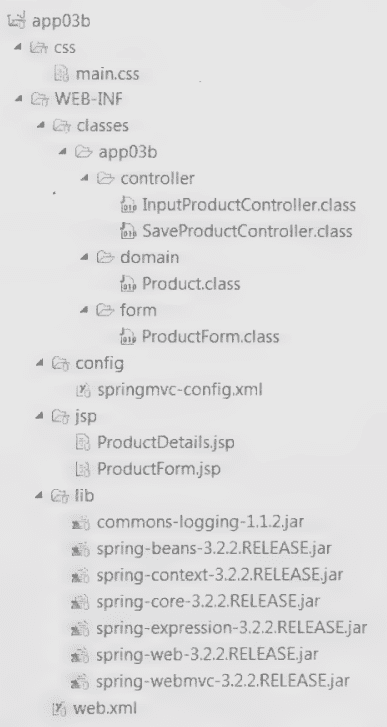 app03b
css
main.css
WEB-INF
classes
app03b
controller
InputProductController.class
SaveProductController.class
domain
Product.class
form
ProductForm.class
config
springmvc-config.xml
jsp
ProductDetails.jsp
ProductForm.jsp
lib
commons-logging-1.1.2.jar
spring-beans-3.2.2.RELEASE.jar
spring-context-3.2.2.RELEASE.jar
spring-core-3.2.2.RELEASE.jar
spring-expression-3.2.2.RELEASE.jar
spring-web-3.2.2.RELEASE.jar
spring-webmvc-3.2.2.RELEASE.jar
web.xml